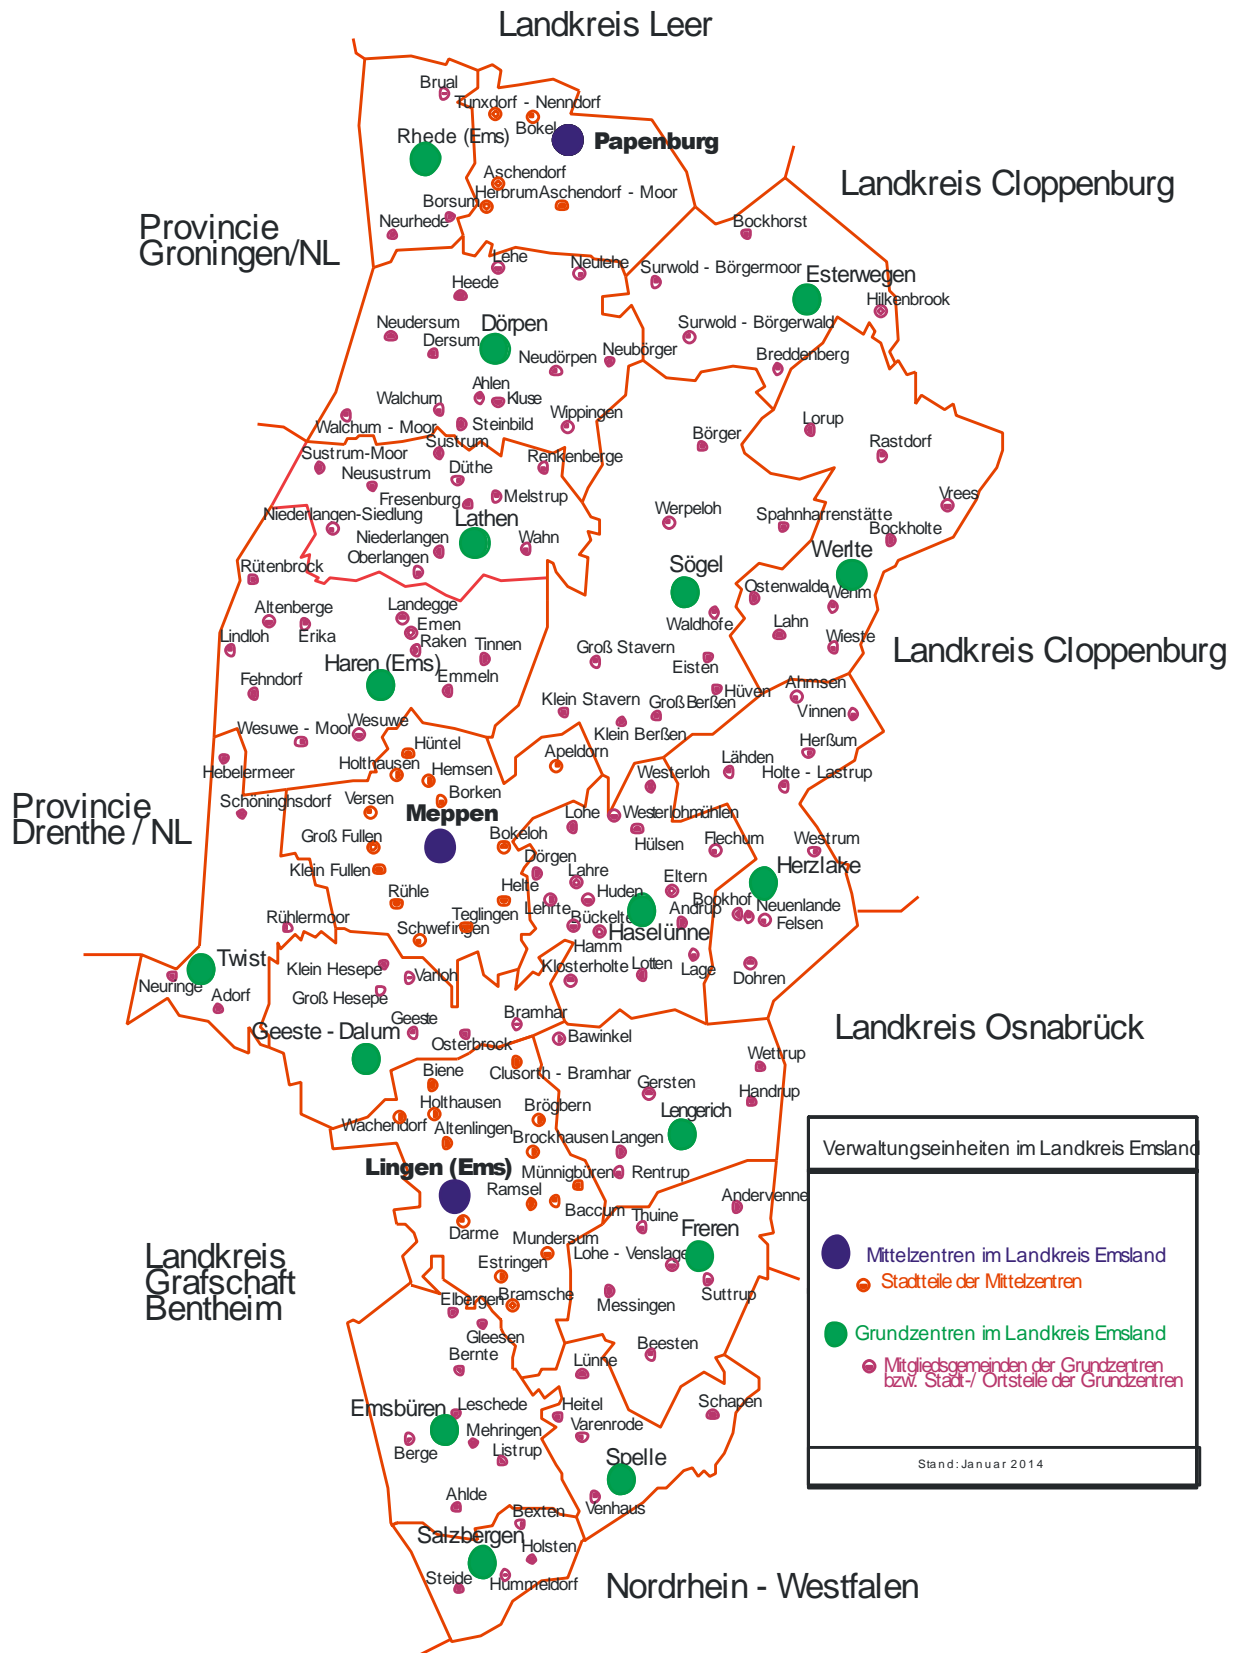 Landkreis Leer
Brual
Tunxdorf - Nenndorf
Bokel
Rhede (Ems)
Papenburg
Aschendorf
Herbrum
Aschendorf - Moor
Borsum
Neurhede
Landkreis Cloppenburg
Provincie
Groningen/NL
Bockhorst
Lehe
Neulehe
Surwold - Börgermoor
Esterwegen
Heede
Hilkenbrook
Neudersum
Dörpen
Surwold - Börgerwald
Dersum
Neudörpen
Neubörger
Breddenberg
Ahlen
Walchum
Kluse
Wippingen
Walchum - Moor
Steinbild
Lorup
Börger
Rastdorf
Sustrum
Sustrum-Moor
Renkenberge
Neusustrum
Düthe
Fresenburg
Melstrup
Vrees
Niederlangen-Siedlung
Lathen
Werpeloh
Spahnharrenstätte
Bockholte
Niederlangen
Wahn
Oberlangen
Werlte
Rütenbrock
Sögel
Ostenwalde
Wehm
Altenberge
Landegge
Emen
Erika
Waldhöfe
Lahn
Lindloh
Raken
Tinnen
Groß Stavern
Wieste
Landkreis Cloppenburg
Haren (Ems)
Eisten
Fehndorf
Emmeln
Hüven
Ahmsen
Klein Stavern
Groß Berßen
Vinnen
Wesuwe - Moor
Wesuwe
Klein Berßen
Hüntel
Apeldorn
Herßum
Holthausen
Hemsen
Hebelermeer
Westerloh
Lähden
Holte - Lastrup
Provincie
Drenthe / NL
Schöninghsdorf
Versen
Borken
Meppen
Lohe
Westerlohmühlen
Groß Fullen
Bokeloh
Hülsen
Flechum
Westrum
Klein Fullen
Dörgen
Herzlake
Lahre
Eltern
Rühle
Helte
Lehrte
Huden
Bookhof
Neuenlande
Rühlermoor
Teglingen
Bückelte
Andrup
Felsen
Schwefingen
Haselünne
Hamm
Twist
Klein Hesepe
Varloh
Klosterholte
Lotten
Lage
Dohren
Neuringe
Groß Hesepe
Adorf
Bramhar
Geeste
Landkreis Osnabrück
Geeste - Dalum
Osterbrock
Bawinkel
Wettrup
Clusorth - Bramhar
Biene
Gersten
Handrup
Holthausen
Brögbern
Lengerich
Wachendorf
Altenlingen
Brockhausen
Langen
Verwaltungseinheiten im Landkreis Emsland
Lingen (Ems)
Münnigbüren
Rentrup
Ramsel
Baccum
Andervenne
Darme
Thuine
Freren
Mundersum
Lohe - Venslage
Mittelzentren im Landkreis Emsland
Landkreis
Grafschaft
Bentheim
Estringen
Stadtteile der Mittelzentren
Elbergen
Bramsche
Messingen
Suttrup
Gleesen
Grundzentren im Landkreis Emsland
Bernte
Beesten
Lünne
Mitgliedsgemeinden der Grundzentren
bzw. Stadt-/ Ortsteile der Grundzentren
Emsbüren
Leschede
Heitel
Schapen
Mehringen
Varenrode
Berge
Listrup
Spelle
Stand: Januar 2014
Ahlde
Venhaus
Bexten
Salzbergen
Holsten
Steide
Hummeldorf
Nordrhein - Westfalen